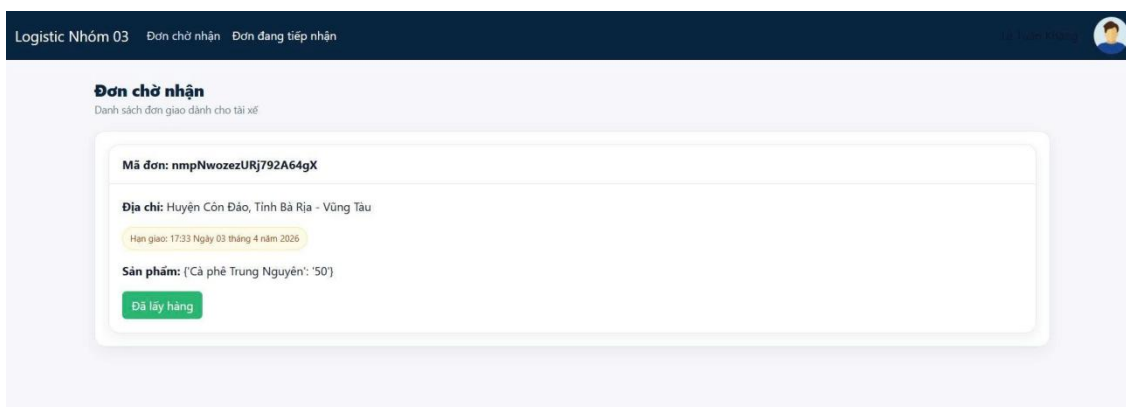 Logistic Nhóm 03 Đơn chờ nhận Đơn đang tiếp nhận
Đơn chờ nhận
Danh sách đơn giao dành cho tài xế
Mã đơn: nmpNwozezURj792A64gX
Địa chỉ: Huyện Côn Đảo, Tỉnh Bà Rịa - Vũng Tàu
Hạn giao: 17:33 Ngày 03 tháng 4 năm 2026
Sản phẩm: {'Cà phê Trung Nguyên': '50'}
Đã lấy hàng